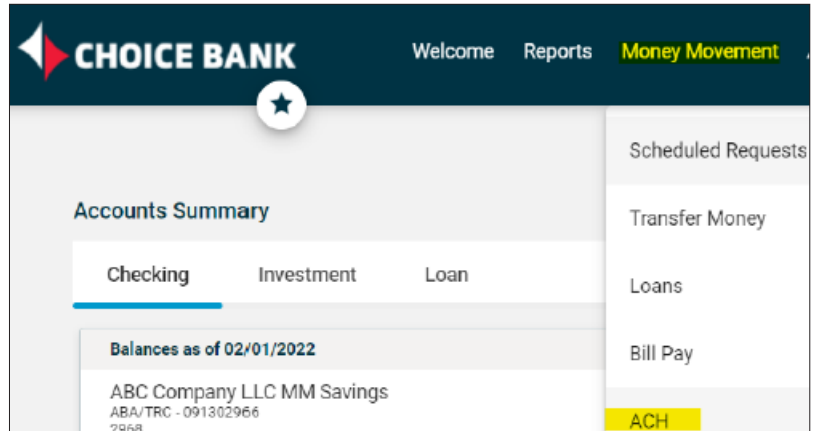 CHOICE BANK
Welcome Reports Money Movement
Scheduled Requests
Accounts Summary
Transfer Money
Checking Investment Loan
Loans
Balances as of 02/01/2022
Bill Pay
ABC Company LLC MM Savings
ABA/TRC - 091302966
2968
ACH